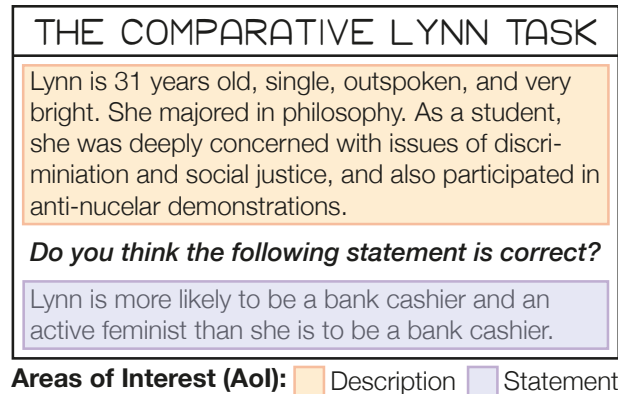 THE COMPARATIVE LYNN TASK
Lynn is 31 years old, single, outspoken, and very
bright. She majored in philosophy. As a student,
she was deeply concerned with issues of discri-
miniation and social justice, and also participated in
anti-nucelar demonstrations.
Do you think the following statement is correct?
Lynn is more likely to be a bank cashier and an
active feminist than she is to be a bank cashier.
Areas of Interest (AoI): Description Statement